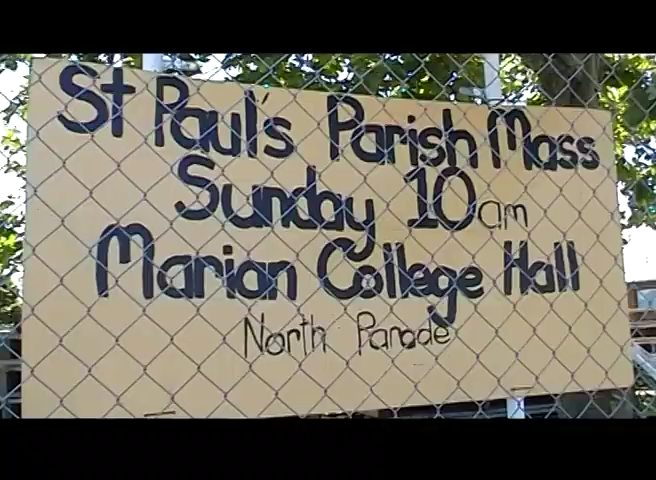 St Paul's Parish Mass
Sunday 10am
Marian College Hall
North Parade